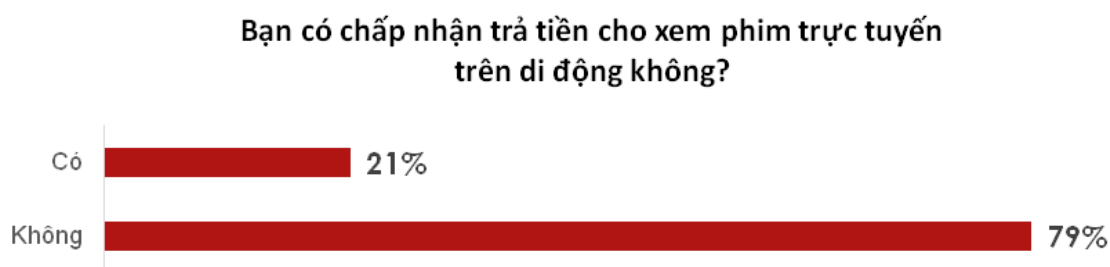 Bạn có chấp nhận trả tiền cho xem phim trực tuyến
trên di động không?
Có 21%
Không 79%